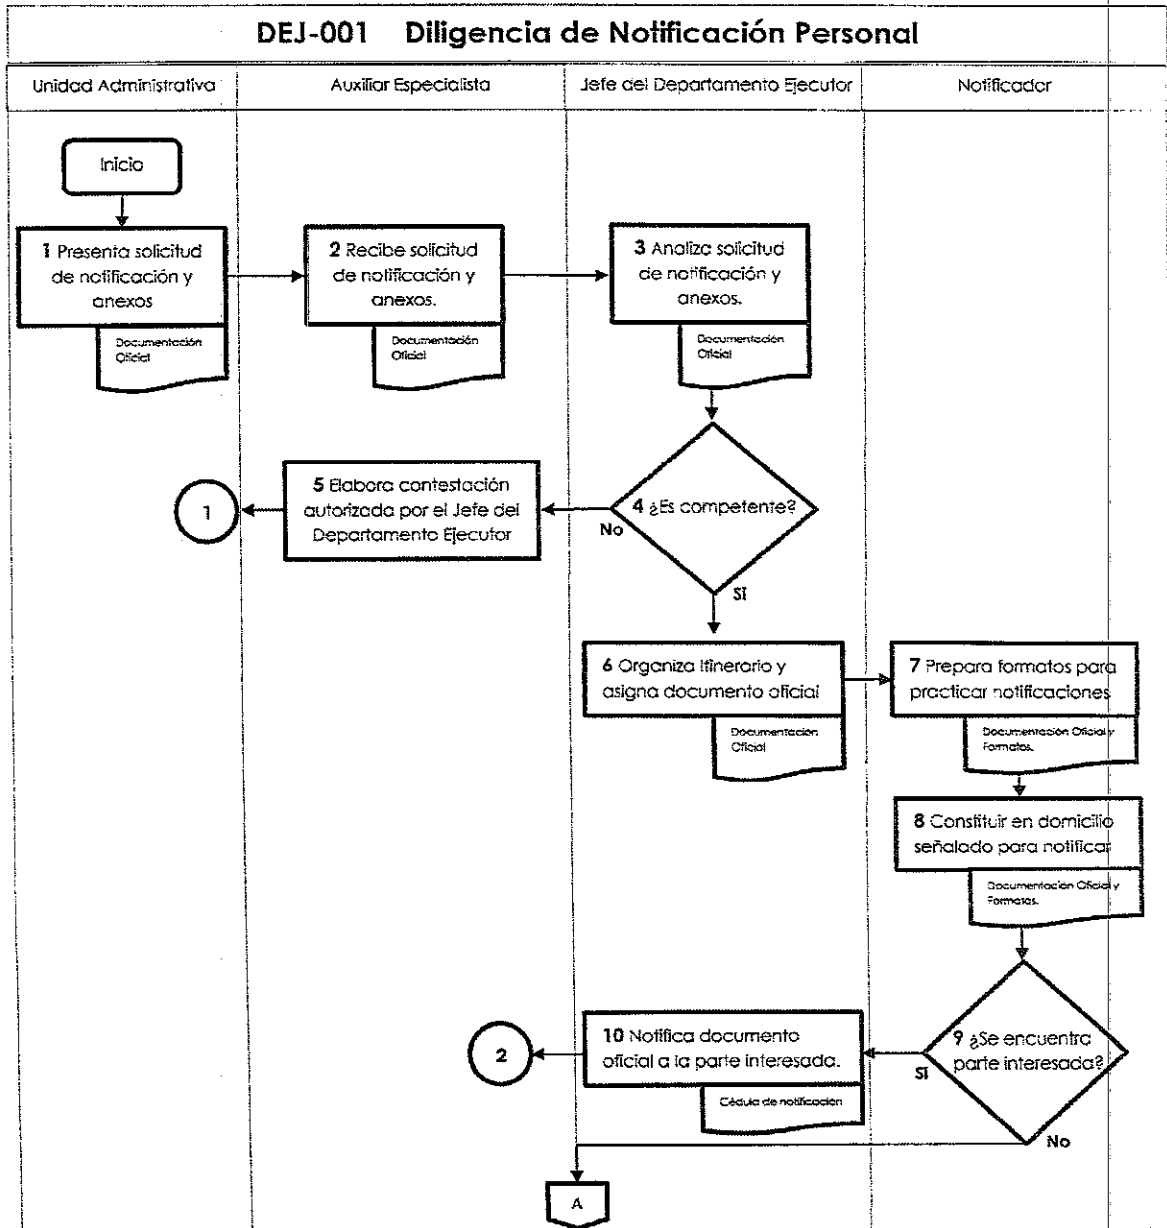 DEJ-001 Diligencia de Notificación Personal
Unidad Administrativa
Auxiliar Especialista
Jefe del Departamento Ejecutor
Notificador
Inicio
1 Presenta solicitud
de notificación y
anexos
Documentación
Oficial
2 Recibe solicitud
de notificación y
anexos.
Documentación
Oficial
3 Analiza solicitud
de notificación y
anexos.
Documentación
Oficial
4 ¿Es competente?
No
SI
5 Elabora contestación
autorizada por el Jefe del
Departamento Ejecutor
1
6 Organiza Itinerario y
asigna documento oficial
Documentación
Oficial
7 Prepara formatos para
practicar notificaciones
Documentación Oficial y
Formatos.
8 Constituir en domicilio
señalado para notificar
Documentación Oficial y
Formatos.
9 ¿Se encuentra
parte interesada?
SI
No
10 Notifica documento
oficial a la parte interesada.
Cédula de notificación
2
A